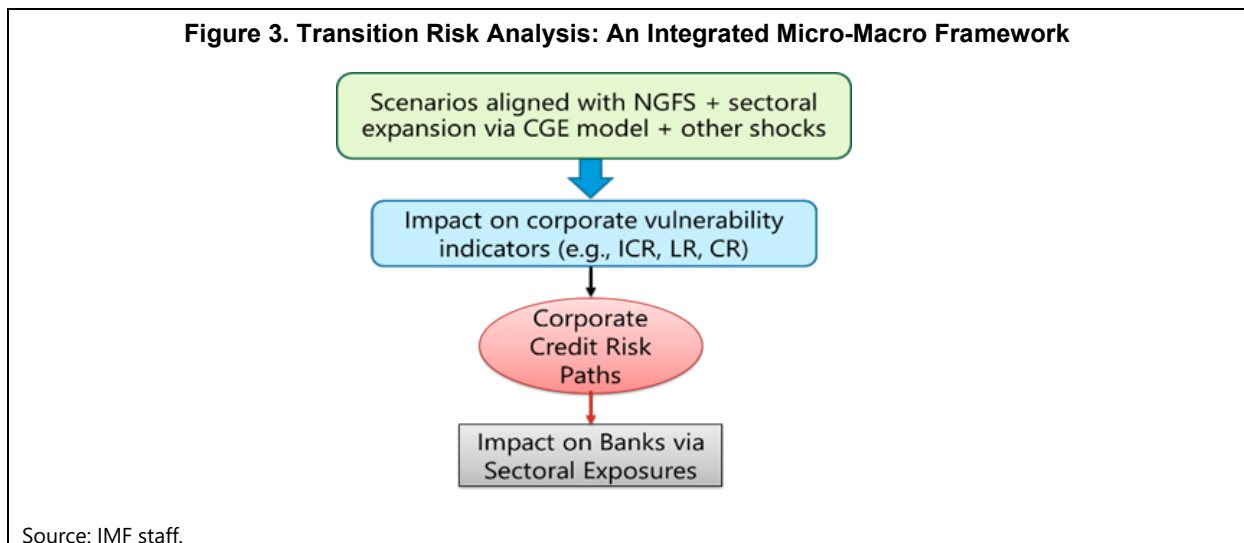 Figure 3. Transition Risk Analysis: An Integrated Micro-Macro Framework
Scenarios aligned with NGFS + sectoral
expansion via CGE model + other shocks
Impact on corporate vulnerability
indicators (e.g., ICR, LR, CR)
Corporate
Credit Risk
Paths
Impact on Banks via
Sectoral Exposures
Source: IMF staff.